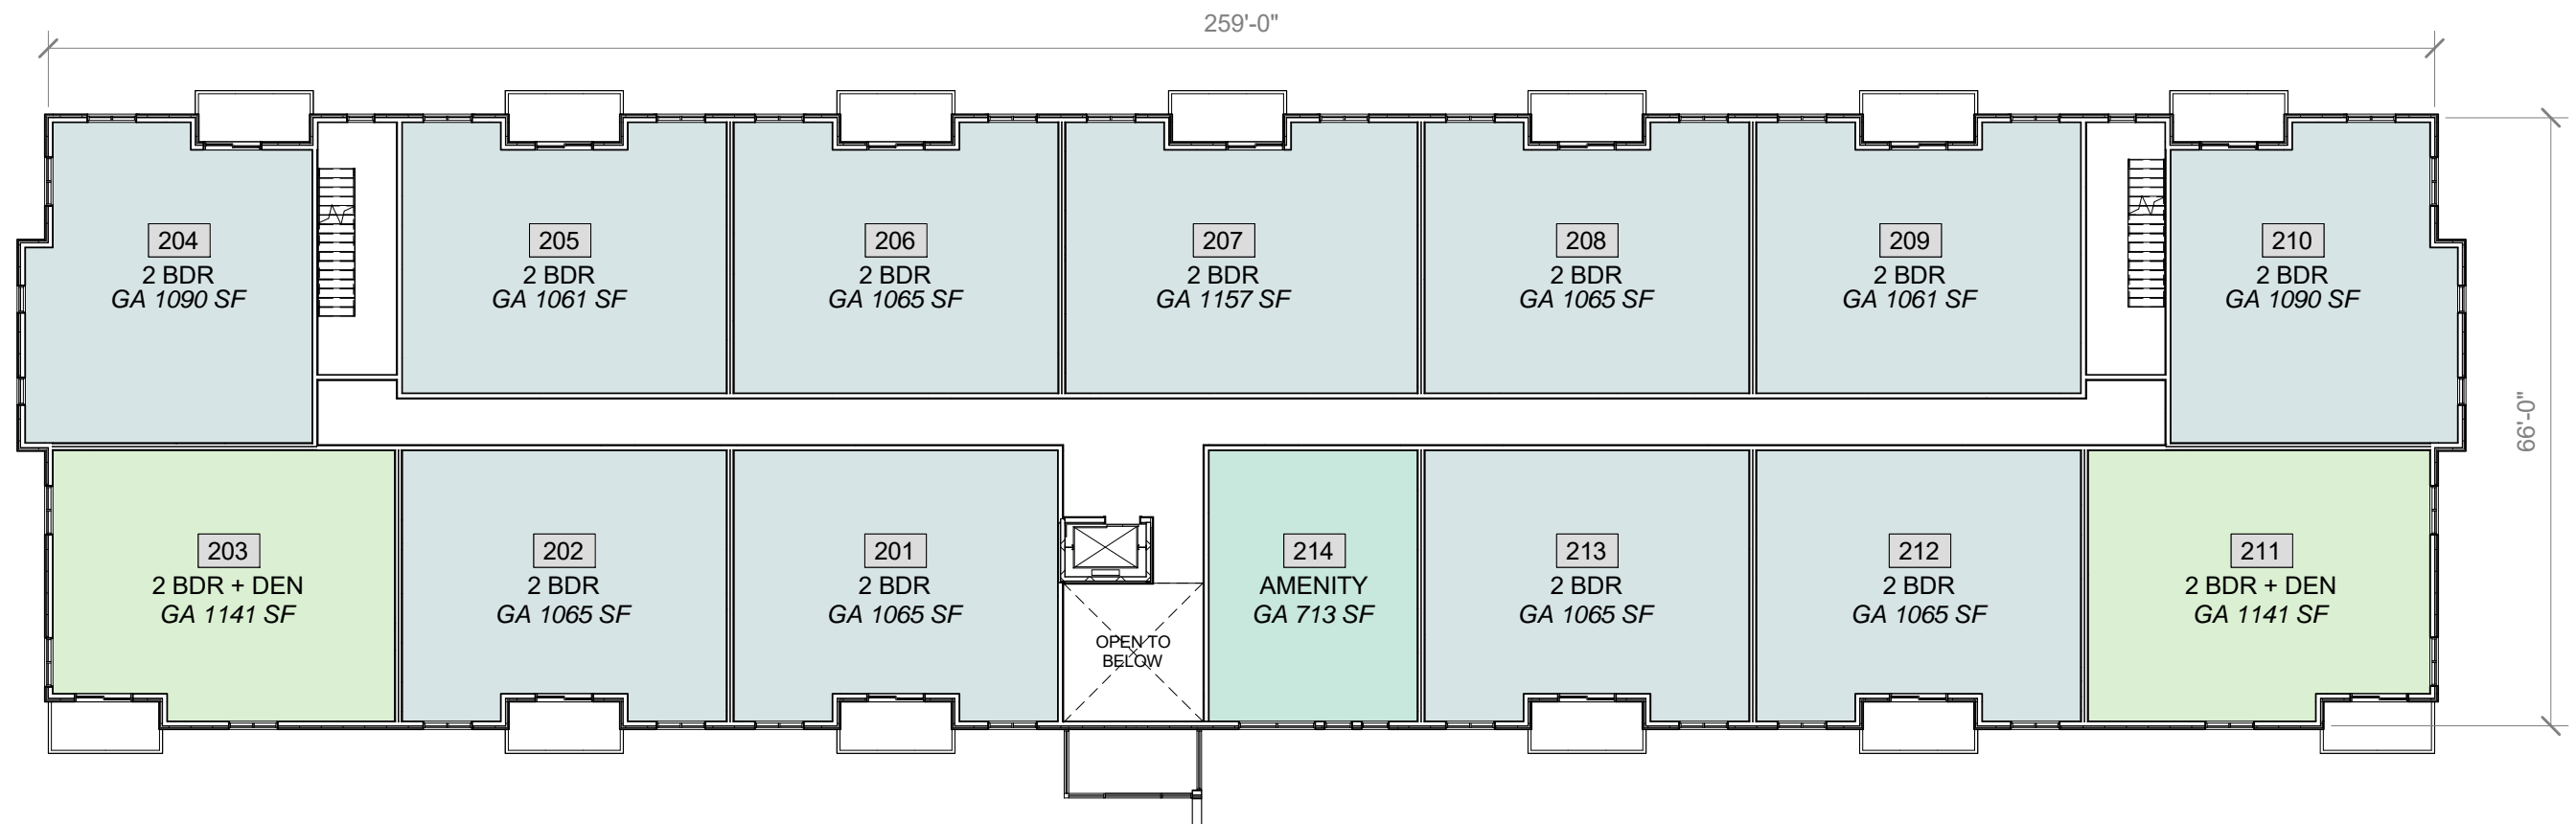 259'-0"
204
2 BDR
GA 1090 SF
205
2 BDR
GA 1061 SF
206
2 BDR
GA 1065 SF
207
2 BDR
GA 1157 SF
208
2 BDR
GA 1065 SF
209
2 BDR
GA 1061 SF
210
2 BDR
GA 1090 SF
66'-0"
203
2 BDR + DEN
GA 1141 SF
202
2 BDR
GA 1065 SF
201
2 BDR
GA 1065 SF
OPEN TO
BELOW
214
AMENITY
GA 713 SF
213
2 BDR
GA 1065 SF
212
2 BDR
GA 1065 SF
211
2 BDR + DEN
GA 1141 SF